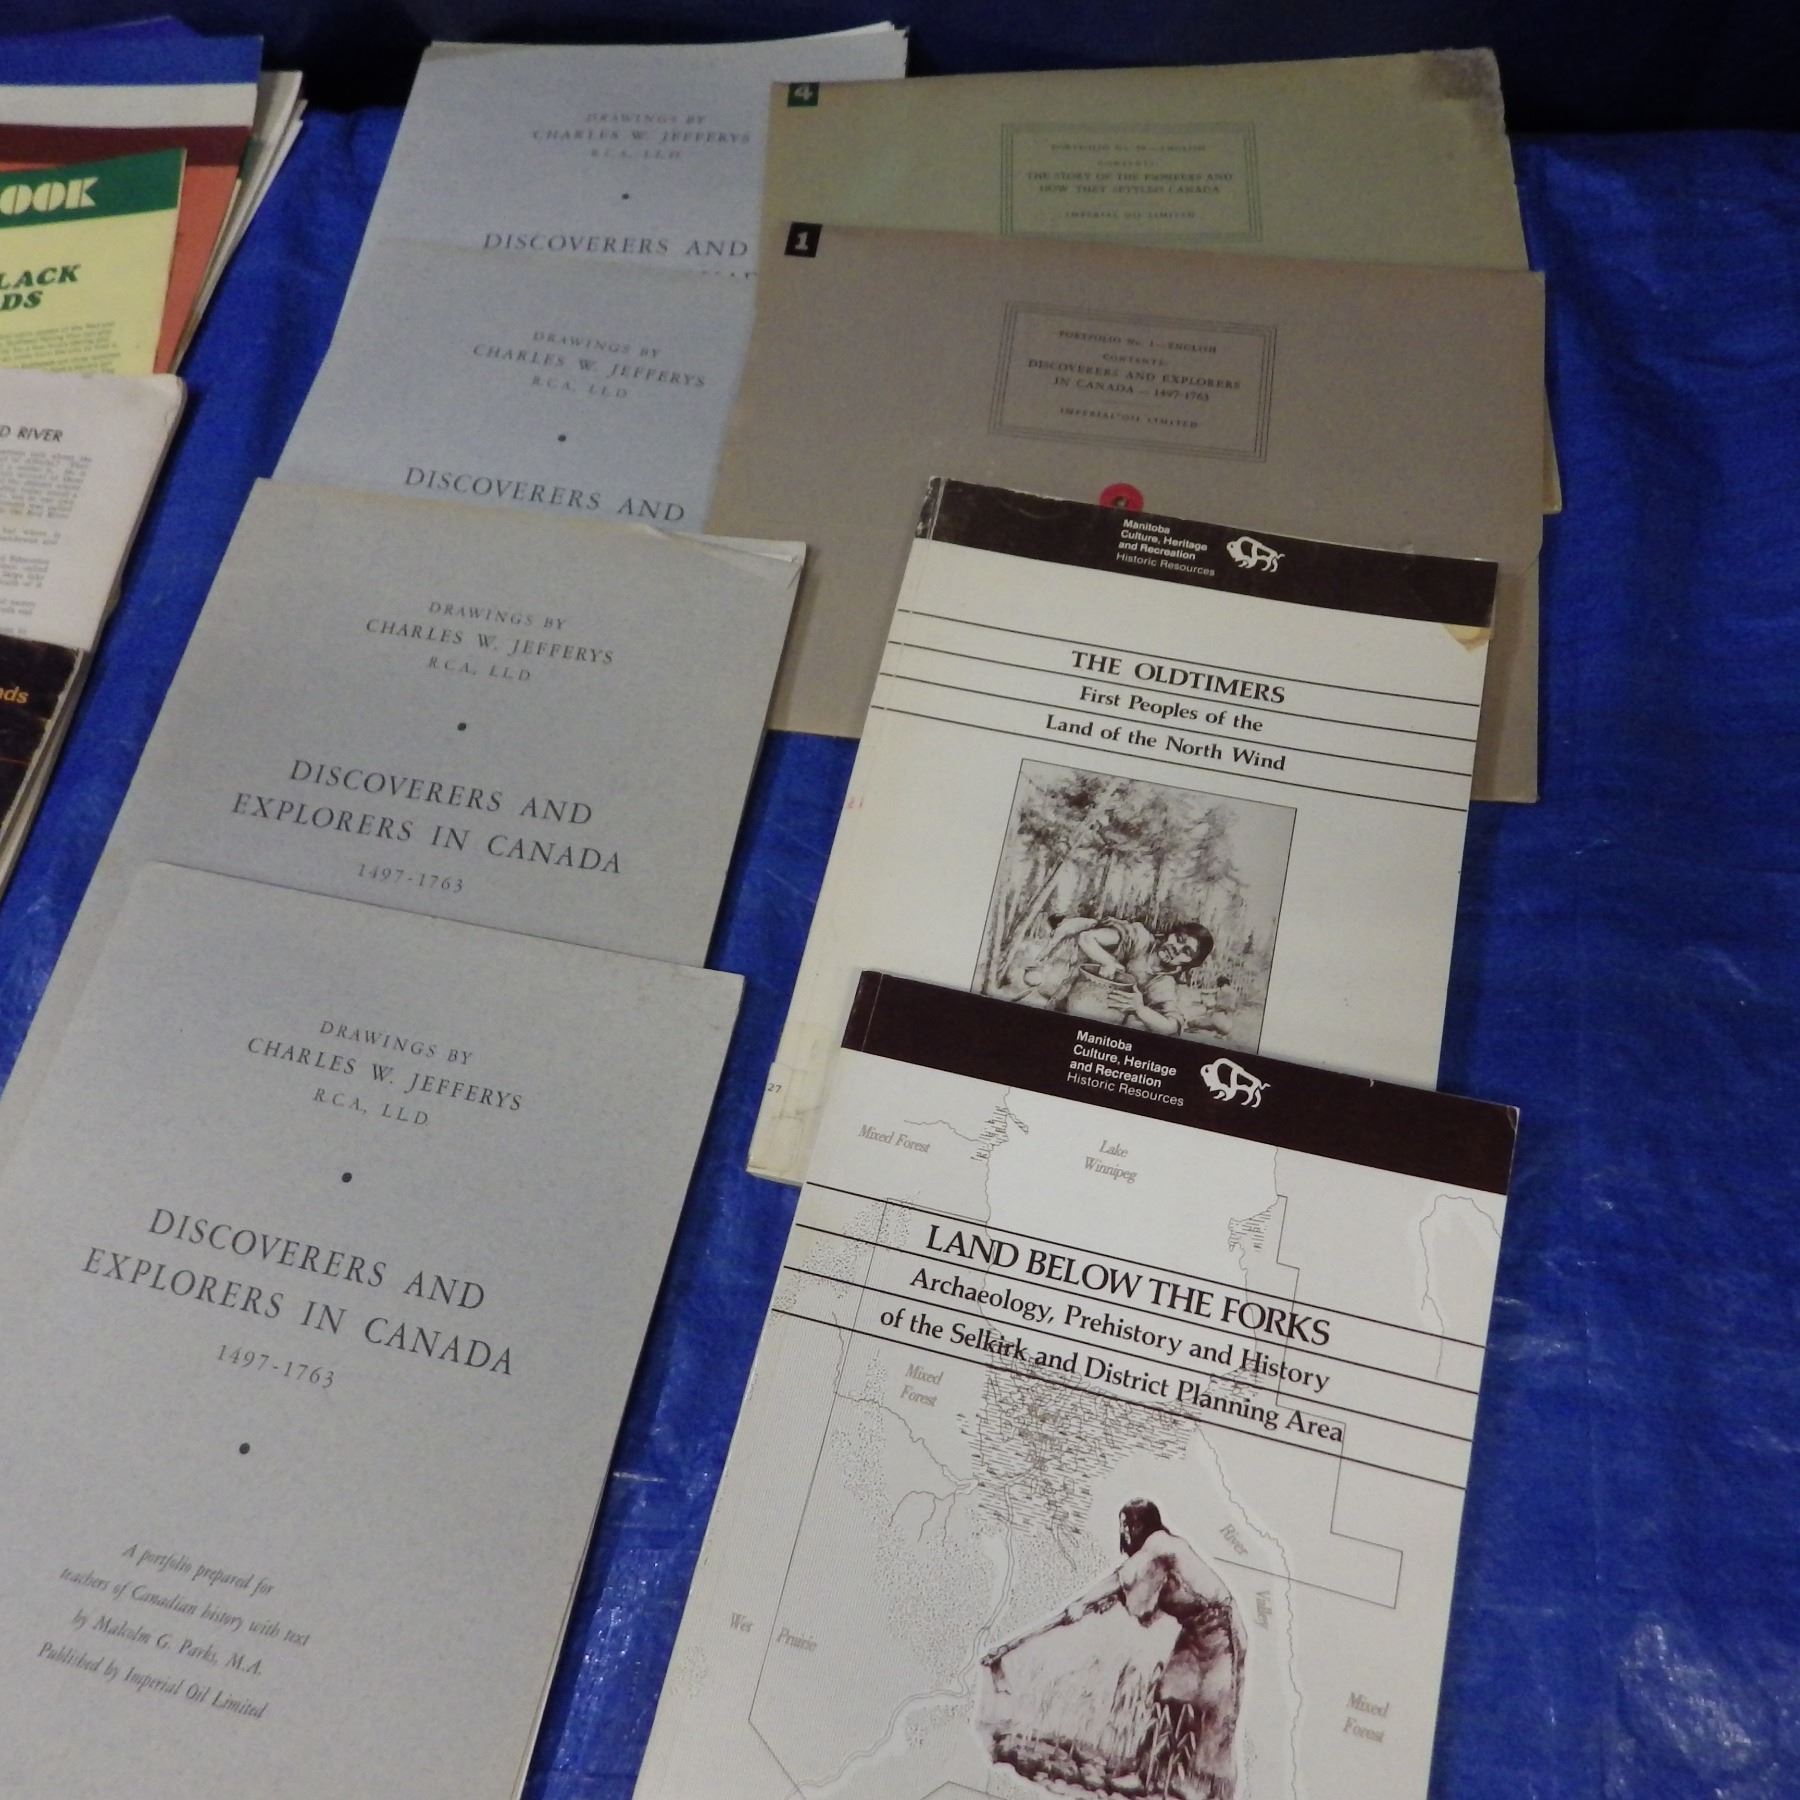 OOK
LACK
DS
D RIVER
nds
DRAWINGS BY
CHARLES W. JEFFERYS
R.C.A., LL.D
DISCOVERERS AND
DRAWINGS BY
CHARLES W. JEFFERYS
R.C.A., LL.D
DISCOVERERS AND
DRAWINGS BY
CHARLES W. JEFFERYS
R.C.A., LL.D
DISCOVERERS AND
EXPLORERS IN CANADA
1497-1763
DRAWINGS BY
CHARLES W. JEFFERYS
R.C.A., LL.D
DISCOVERERS AND
EXPLORERS IN CANADA
1497-1763
A portfolio prepared for
teachers of Canadian history with text
by Malcolm G. Parks, M.A.
Published by Imperial Oil Limited
4
PORTFOLIO No. — ENGLISH
CONTENTS:
THE STORY OF THE PIONEERS AND
HOW THEY SETTLED CANADA
IMPERIAL OIL LIMITED
1
PORTFOLIO No. 1—ENGLISH
CONTENTS:
DISCOVERERS AND EXPLORERS
IN CANADA — 1497-1763
IMPERIAL OIL LIMITED
Manitoba
Culture, Heritage
and Recreation
Historic Resources
THE OLDTIMERS
First Peoples of the
Land of the North Wind
27
Manitoba
Culture, Heritage
and Recreation
Historic Resources
Mixed Forest
Lake
Winnipeg
LAND BELOW THE FORKS
Archaeology, Prehistory and History
of the Selkirk and District Planning Area
Mixed
Forest
River
Valley
Wet Prairie
Mixed
Forest